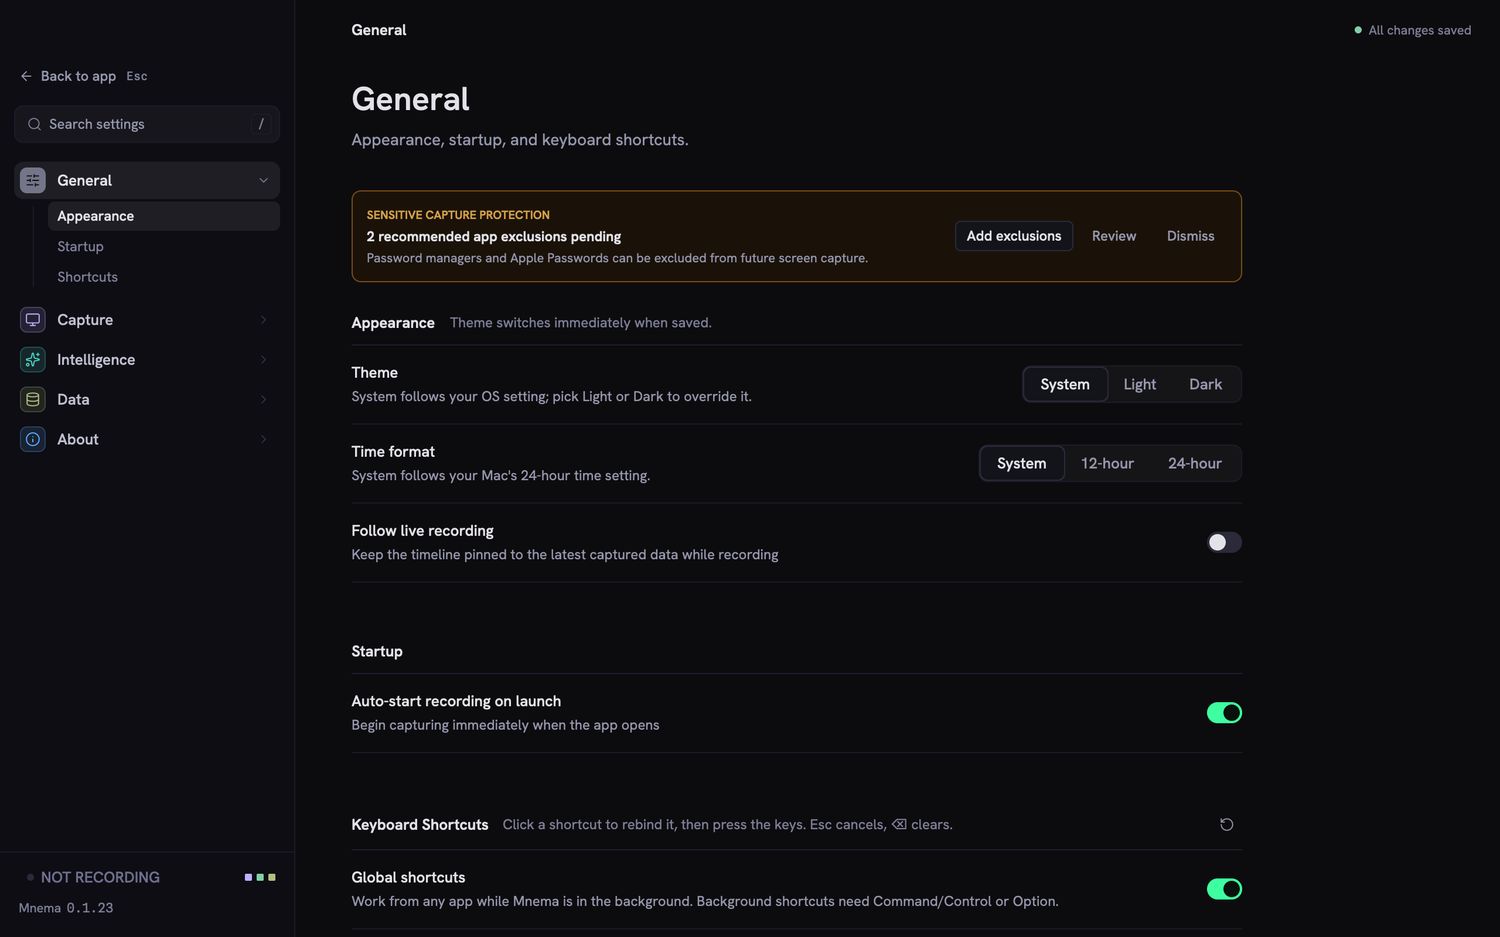 Back to app Esc
Search settings /
General
Appearance
Startup
Shortcuts
Capture
Intelligence
Data
About
NOT RECORDING
Mnema 0.1.23
General
All changes saved
General
Appearance, startup, and keyboard shortcuts.
SENSITIVE CAPTURE PROTECTION
2 recommended app exclusions pending
Password managers and Apple Passwords can be excluded from future screen capture.
Add exclusions Review Dismiss
Appearance Theme switches immediately when saved.
Theme
System follows your OS setting; pick Light or Dark to override it.
System Light Dark
Time format
System follows your Mac's 24-hour time setting.
System 12-hour 24-hour
Follow live recording
Keep the timeline pinned to the latest captured data while recording
Startup
Auto-start recording on launch
Begin capturing immediately when the app opens
Keyboard Shortcuts Click a shortcut to rebind it, then press the keys. Esc cancels, ⌫ clears.
Global shortcuts
Work from any app while Mnema is in the background. Background shortcuts need Command/Control or Option.